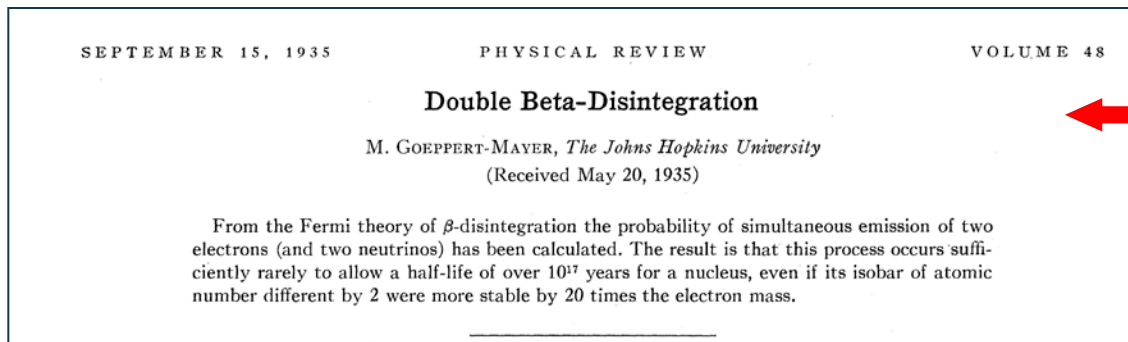 SEPTEMBER 15, 1935 PHYSICAL REVIEW VOLUME 48
Double Beta-Disintegration
M. GOEPPERT-MAYER, The Johns Hopkins University
(Received May 20, 1935)
From the Fermi theory of β-disintegration the probability of simultaneous emission of two
electrons (and two neutrinos) has been calculated. The result is that this process occurs suffi-
ciently rarely to allow a half-life of over 10¹⁷ years for a nucleus, even if its isobar of atomic
number different by 2 were more stable by 20 times the electron mass.